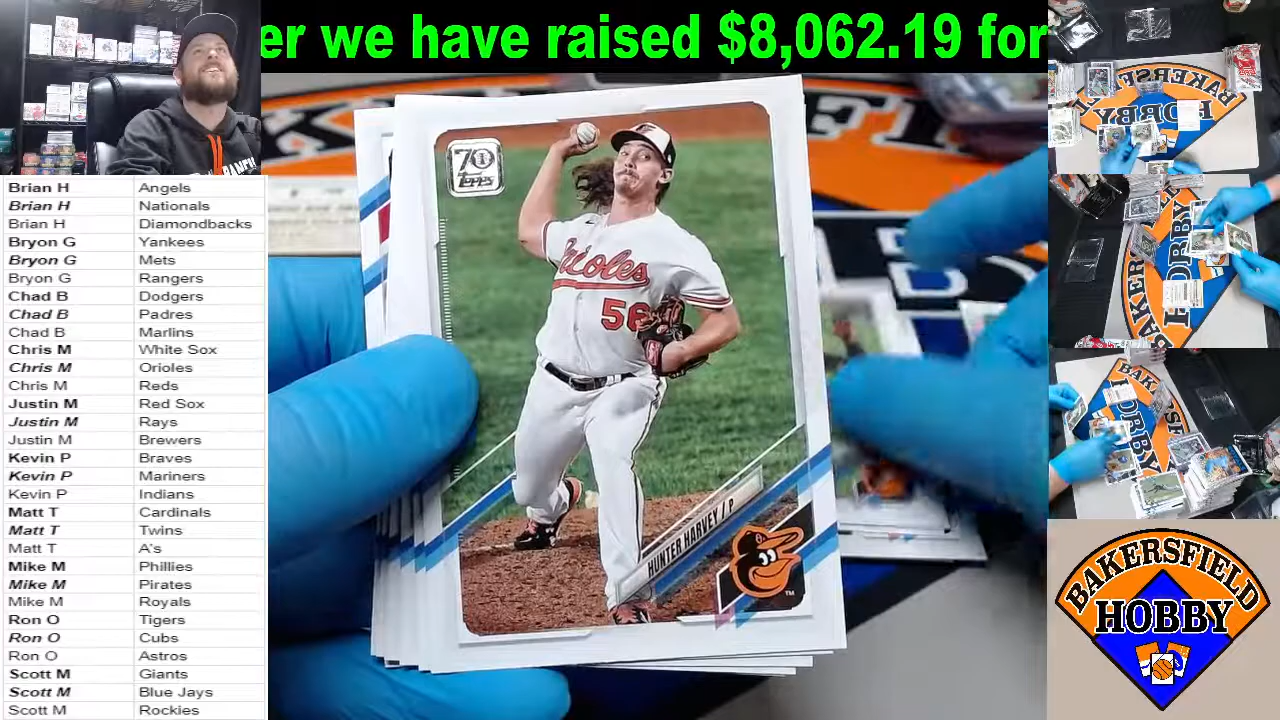 er we have raised $8,062.19 for
Brian H Angels
Brian H Nationals
Brian H Diamondbacks
Bryon G Yankees
Bryon G Mets
Bryon G Rangers
Chad B Dodgers
Chad B Padres
Chad B Marlins
Chris M White Sox
Chris M Orioles
Chris M Reds
Justin M Red Sox
Justin M Rays
Justin M Brewers
Kevin P Braves
Kevin P Mariners
Kevin P Indians
Matt T Cardinals
Matt T Twins
Matt T A's
Mike M Phillies
Mike M Pirates
Mike M Royals
Ron O Tigers
Ron O Cubs
Ron O Astros
Scott M Giants
Scott M Blue Jays
Scott M Rockies
70
Topps
Orioles
56
HUNTER HARVEY / P
TM
BAKERSFIELD
HOBBY